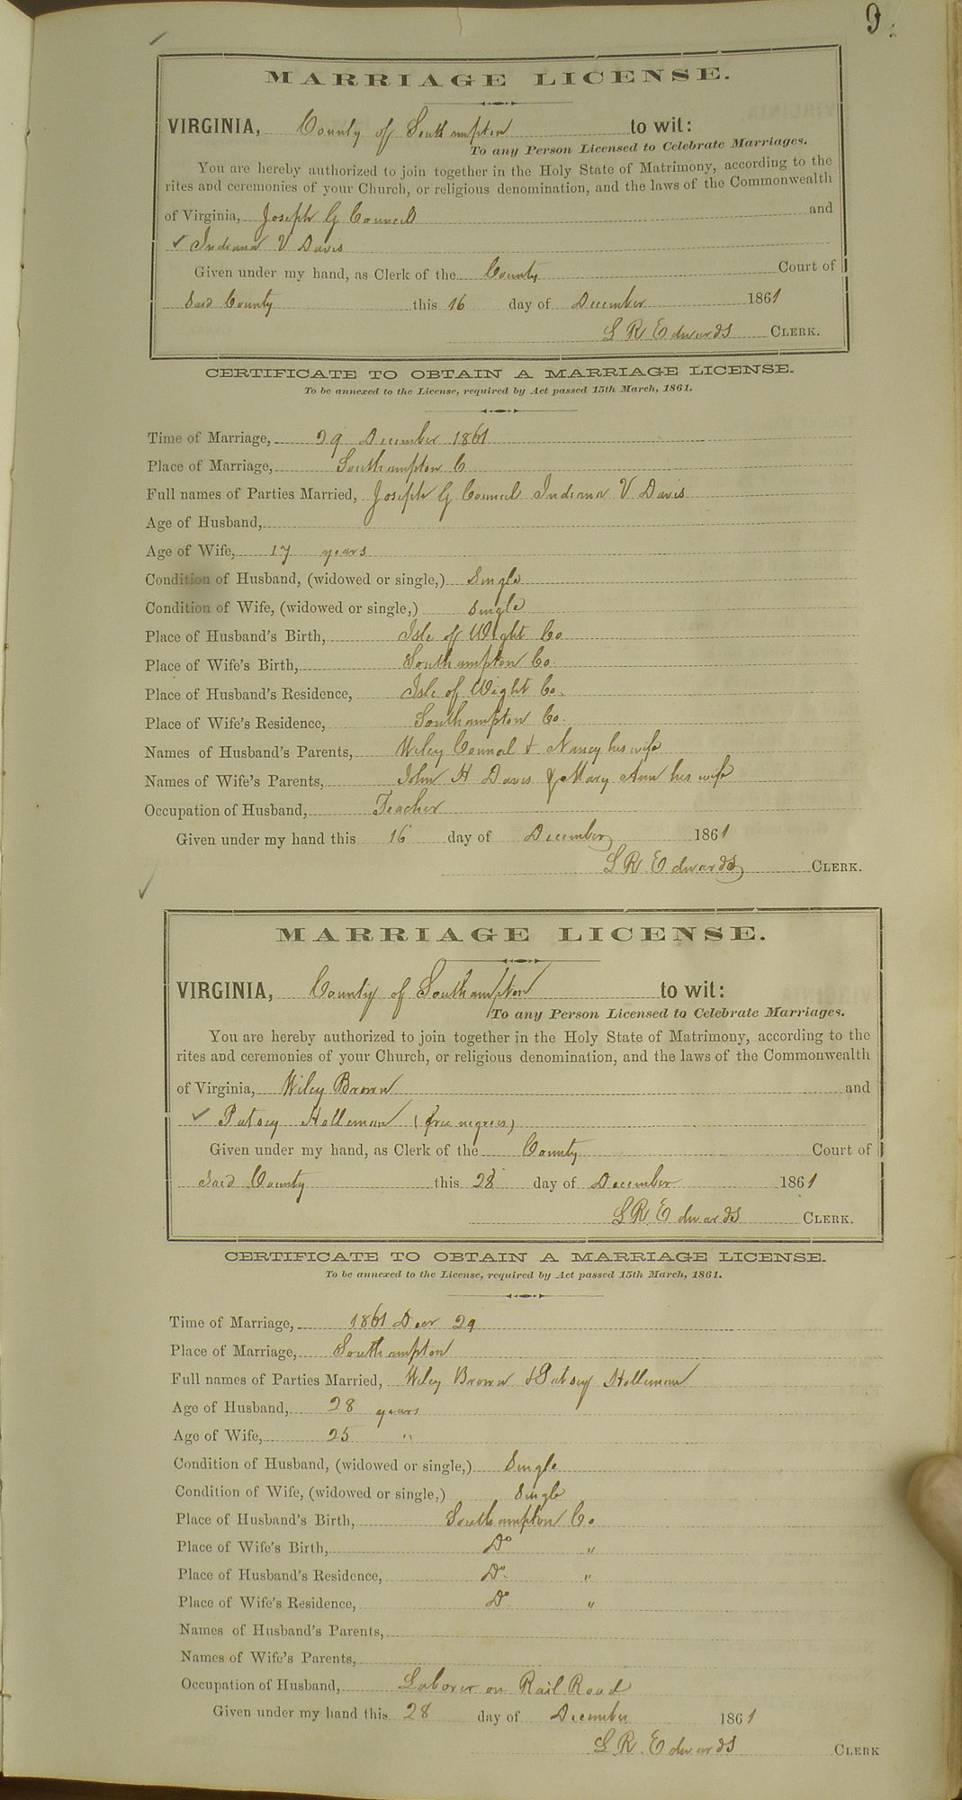 9.
MARRIAGE LICENSE.
VIRGINIA, County of Southampton to wit:
To any Person Licensed to Celebrate Marriages.
You are hereby authorized to join together in the Holy State of Matrimony, according to the
rites and ceremonies of your Church, or religious denomination, and the laws of the Commonwealth
of Virginia, Joseph G Council and
✓ Indiana V Davis
Given under my hand, as Clerk of the County Court of
Said County this 16 day of December 1861
L R Edwards CLERK.
CERTIFICATE TO OBTAIN A MARRIAGE LICENSE.
To be annexed to the License, required by Act passed 15th March, 1861.
Time of Marriage, 29 December 1861
Place of Marriage, Southampton C
Full names of Parties Married, Joseph G Council Indiana V Davis
Age of Husband,
Age of Wife, 17 years
Condition of Husband, (widowed or single,) Single
Condition of Wife, (widowed or single,) Single
Place of Husband's Birth, Isle of Wight Co
Place of Wife's Birth, Southampton Co
Place of Husband's Residence, Isle of Wight Co.
Place of Wife's Residence, Southampton Co.
Names of Husband's Parents, Wiley Council & Nancy his wife
Names of Wife's Parents, John H Davis & Mary Ann his wife
Occupation of Husband, Teacher
Given under my hand this 16 day of December 1861
L R Edwards CLERK.
MARRIAGE LICENSE.
VIRGINIA, County of Southampton to wit:
To any Person Licensed to Celebrate Marriages.
You are hereby authorized to join together in the Holy State of Matrimony, according to the
rites and ceremonies of your Church, or religious denomination, and the laws of the Commonwealth
of Virginia, Wiley Brown and
✓ Patsey Holleman (free negroes)
Given under my hand, as Clerk of the County Court of
Said County this 28 day of December 1861
L R Edwards CLERK.
CERTIFICATE TO OBTAIN A MARRIAGE LICENSE.
To be annexed to the License, required by Act passed 15th March, 1861.
Time of Marriage, 1861 Decr 29
Place of Marriage, Southampton
Full names of Parties Married, Wiley Brown & Patsey Holleman
Age of Husband, 28 years
Age of Wife, 25 "
Condition of Husband, (widowed or single,) Single
Condition of Wife, (widowed or single,) Single
Place of Husband's Birth, Southampton Co
Place of Wife's Birth, Do "
Place of Husband's Residence, Do "
Place of Wife's Residence, Do "
Names of Husband's Parents,
Names of Wife's Parents,
Occupation of Husband, Laborer on Rail Road
Given under my hand this 28 day of December 1861
L R Edwards CLERK